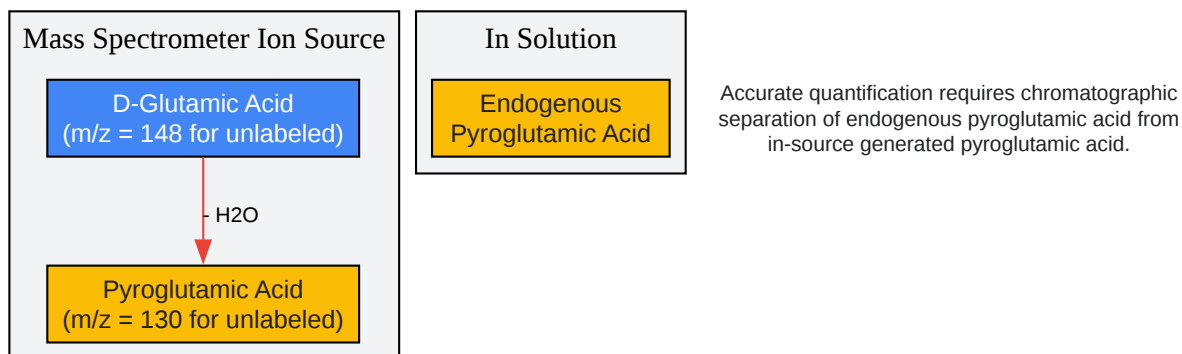 Mass Spectrometer Ion Source
D-Glutamic Acid
(m/z = 148 for unlabeled)
- H2O
Pyroglutamic Acid
(m/z = 130 for unlabeled)
In Solution
Endogenous
Pyroglutamic Acid
Accurate quantification requires chromatographic
separation of endogenous pyroglutamic acid from
in-source generated pyroglutamic acid.